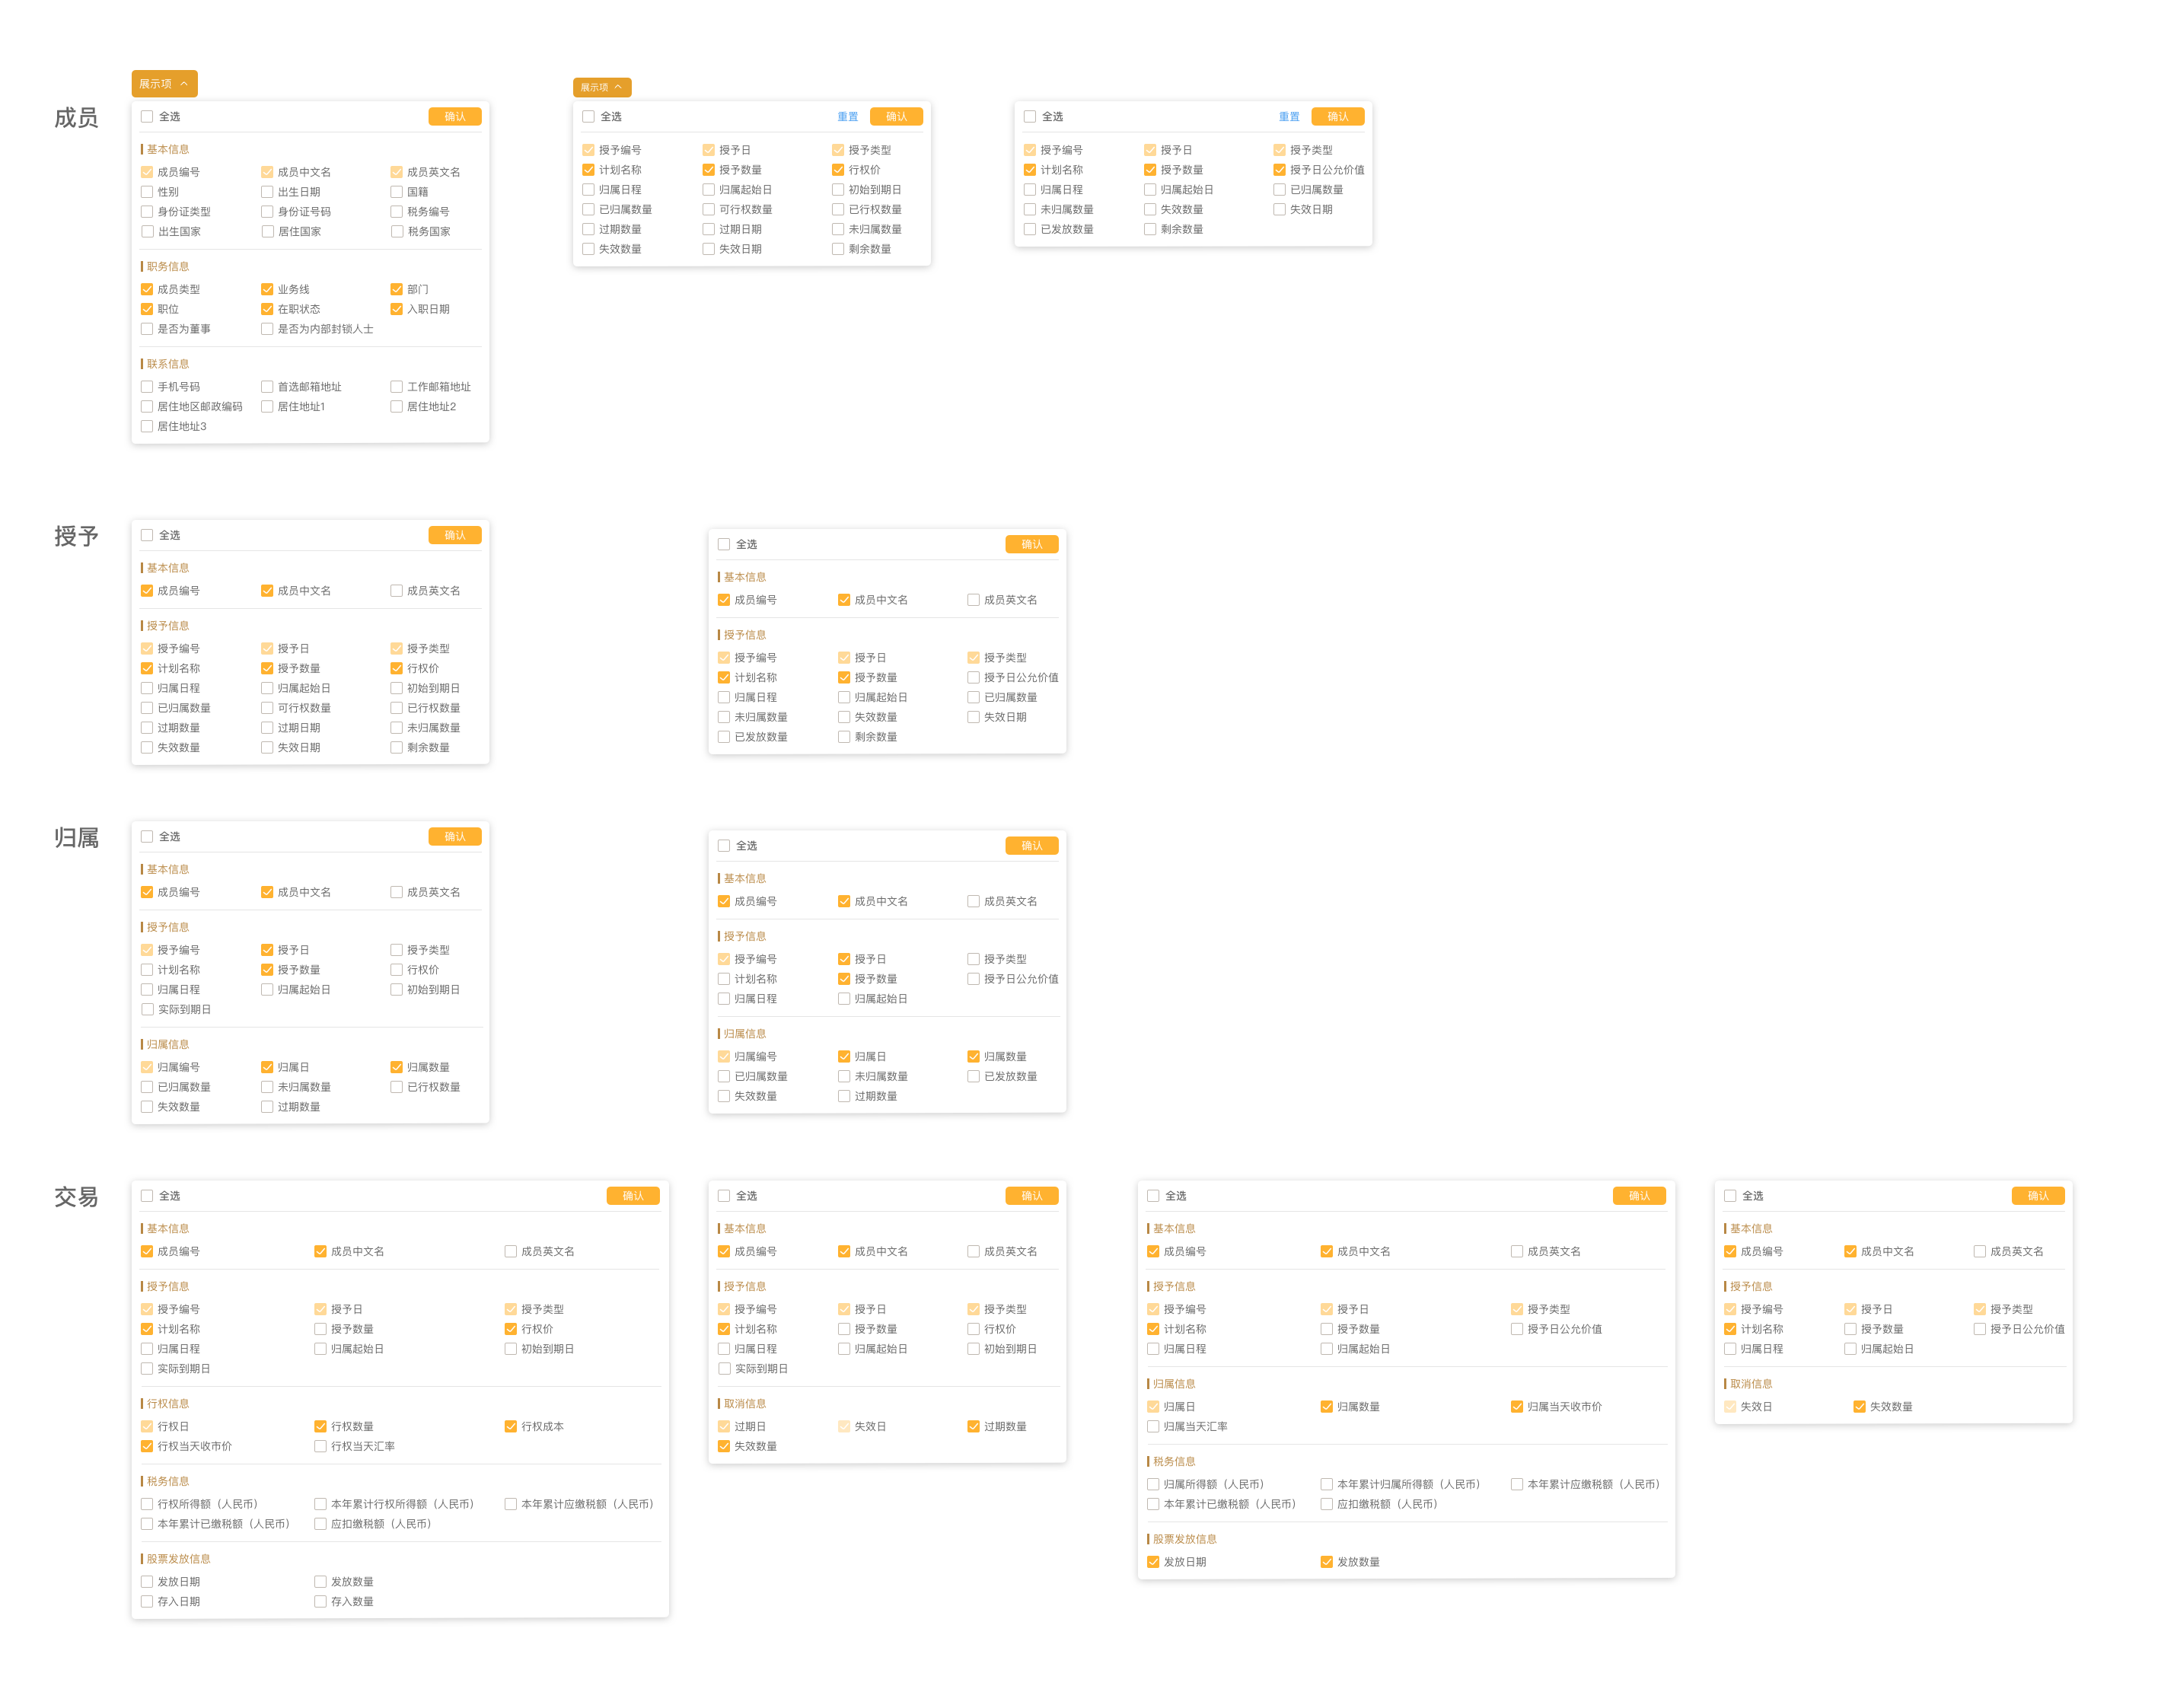 成员
展示项
全选 确认
基本信息
成员编号 成员中文名 成员英文名
性别 出生日期 国籍
身份证类型 身份证号码 税务编号
出生国家 居住国家 税务国家
职务信息
成员类型 业务线 部门
职位 在职状态 入职日期
是否为董事 是否为内部封锁人士
联系信息
手机号码 首选邮箱地址 工作邮箱地址
居住地区邮政编码 居住地址1 居住地址2
居住地址3
展示项
全选 重置 确认
授予编号 授予日 授予类型
计划名称 授予数量 行权价
归属日程 归属起始日 初始到期日
已归属数量 可行权数量 已行权数量
过期数量 过期日期 未归属数量
失效数量 失效日期 剩余数量
全选 重置 确认
授予编号 授予日 授予类型
计划名称 授予数量 授予日公允价值
归属日程 归属起始日 已归属数量
未归属数量 失效数量 失效日期
已发放数量 剩余数量
授予
全选 确认
基本信息
成员编号 成员中文名 成员英文名
授予信息
授予编号 授予日 授予类型
计划名称 授予数量 行权价
归属日程 归属起始日 初始到期日
已归属数量 可行权数量 已行权数量
过期数量 过期日期 未归属数量
失效数量 失效日期 剩余数量
全选 确认
基本信息
成员编号 成员中文名 成员英文名
授予信息
授予编号 授予日 授予类型
计划名称 授予数量 授予日公允价值
归属日程 归属起始日 已归属数量
未归属数量 失效数量 失效日期
已发放数量 剩余数量
归属
全选 确认
基本信息
成员编号 成员中文名 成员英文名
授予信息
授予编号 授予日 授予类型
计划名称 授予数量 行权价
归属日程 归属起始日 初始到期日
实际到期日
归属信息
归属编号 归属日 归属数量
已归属数量 未归属数量 已行权数量
失效数量 过期数量
全选 确认
基本信息
成员编号 成员中文名 成员英文名
授予信息
授予编号 授予日 授予类型
计划名称 授予数量 授予日公允价值
归属日程 归属起始日
归属信息
归属编号 归属日 归属数量
已归属数量 未归属数量 已发放数量
失效数量 过期数量
交易
全选 确认
基本信息
成员编号 成员中文名 成员英文名
授予信息
授予编号 授予日 授予类型
计划名称 授予数量 行权价
归属日程 归属起始日 初始到期日
实际到期日
行权信息
行权日 行权数量 行权成本
行权当天收市价 行权当天汇率
税务信息
行权所得额（人民币） 本年累计行权所得额（人民币） 本年累计应缴税额（人民币）
本年累计已缴税额（人民币） 应扣缴税额（人民币）
股票发放信息
发放日期 发放数量
存入日期 存入数量
全选 确认
基本信息
成员编号 成员中文名 成员英文名
授予信息
授予编号 授予日 授予类型
计划名称 授予数量 行权价
归属日程 归属起始日 初始到期日
实际到期日
取消信息
过期日 失效日 过期数量
失效数量
全选 确认
基本信息
成员编号 成员中文名 成员英文名
授予信息
授予编号 授予日 授予类型
计划名称 授予数量 授予日公允价值
归属日程 归属起始日
归属信息
归属日 归属数量 归属当天收市价
归属当天汇率
税务信息
归属所得额（人民币） 本年累计归属所得额（人民币） 本年累计应缴税额（人民币）
本年累计已缴税额（人民币） 应扣缴税额（人民币）
股票发放信息
发放日期 发放数量
全选 确认
基本信息
成员编号 成员中文名 成员英文名
授予信息
授予编号 授予日 授予类型
计划名称 授予数量 授予日公允价值
归属日程 归属起始日
取消信息
失效日 失效数量